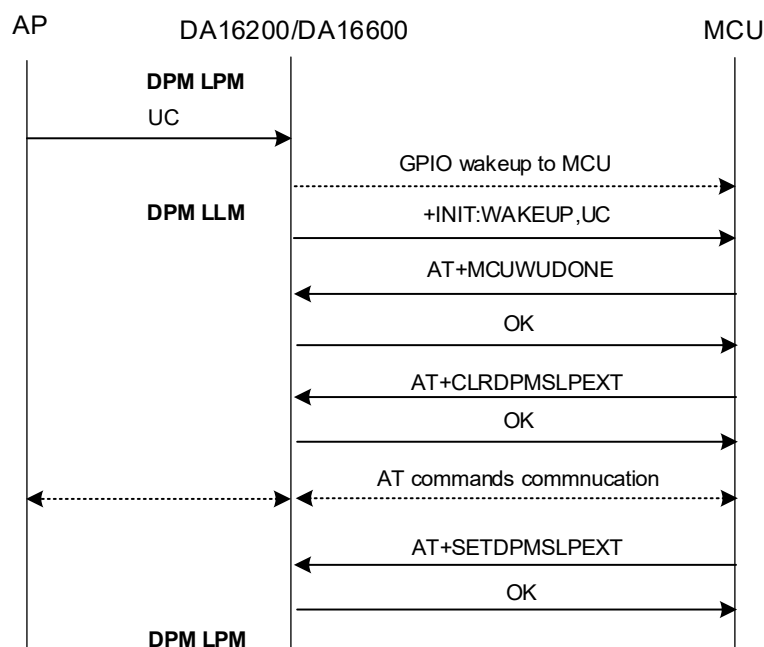 AP
DA16200/DA16600
MCU
DPM LPM
UC
GPIO wakeup to MCU
DPM LLM
+INIT:WAKEUP,UC
AT+MCUWUDONE
OK
AT+CLRDPMSLPEXT
OK
AT commands commnucation
AT+SETDPMSLPEXT
OK
DPM LPM